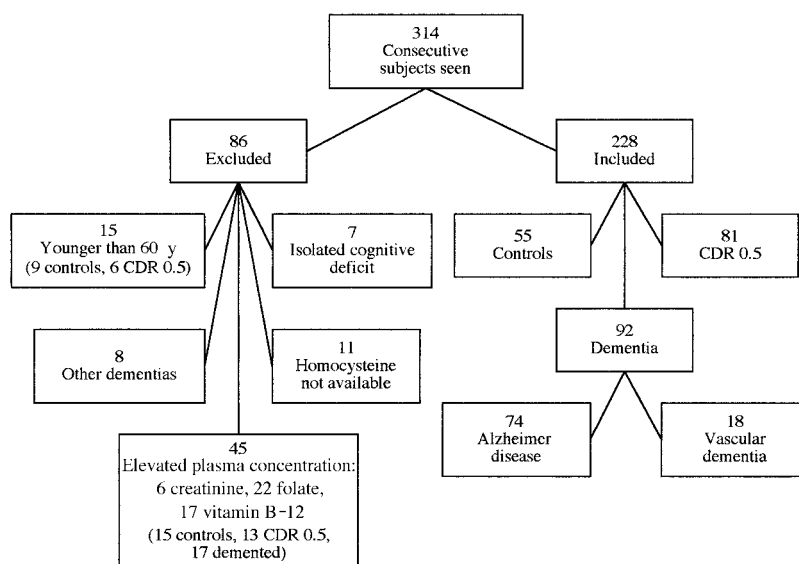 314
Consecutive
subjects seen
86
Excluded
228
Included
15
Younger than 60 y
(9 controls, 6 CDR 0.5)
7
Isolated cognitive
deficit
55
Controls
81
CDR 0.5
8
Other dementias
11
Homocysteine
not available
92
Dementia
45
Elevated plasma concentration:
6 creatinine, 22 folate,
17 vitamin B-12
(15 controls, 13 CDR 0.5,
17 demented)
74
Alzheimer
disease
18
Vascular
dementia